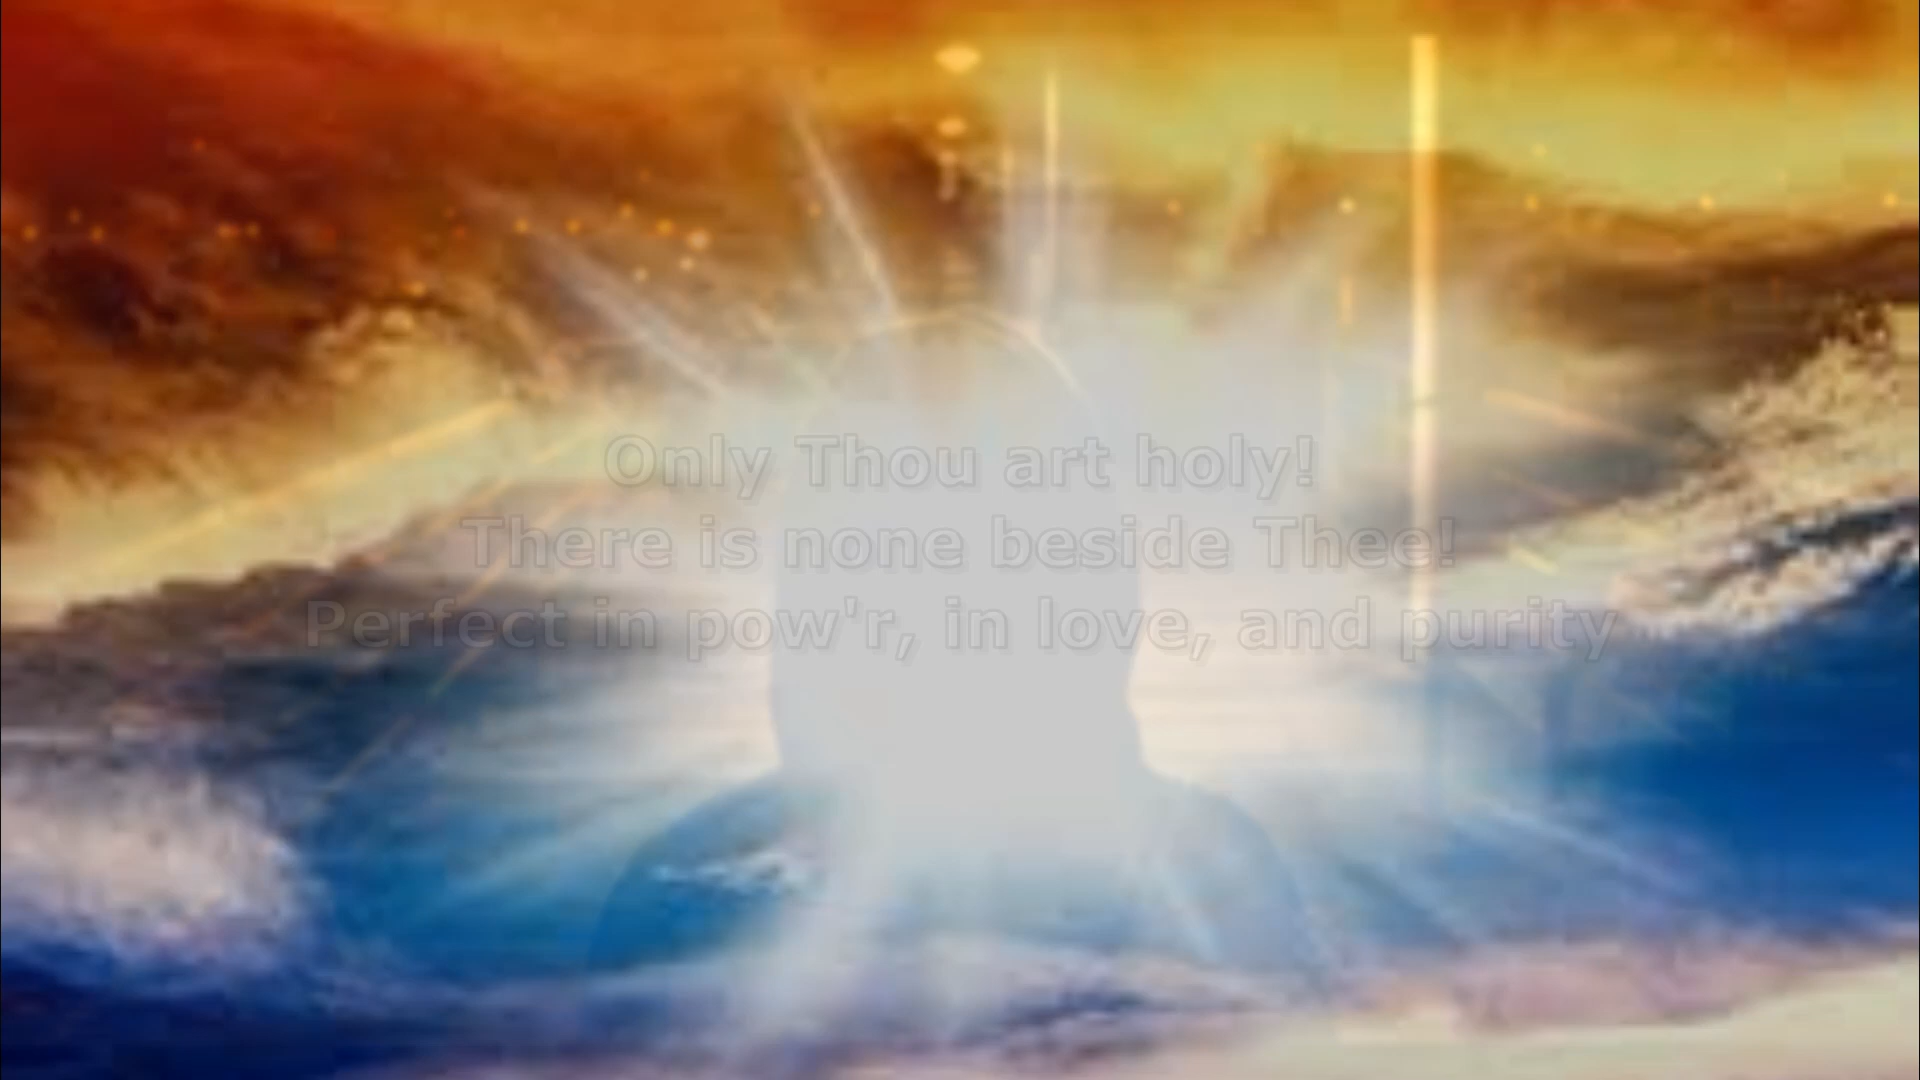 Only Thou art holy!
There is none beside Thee!
Perfect in pow'r, in love, and purity